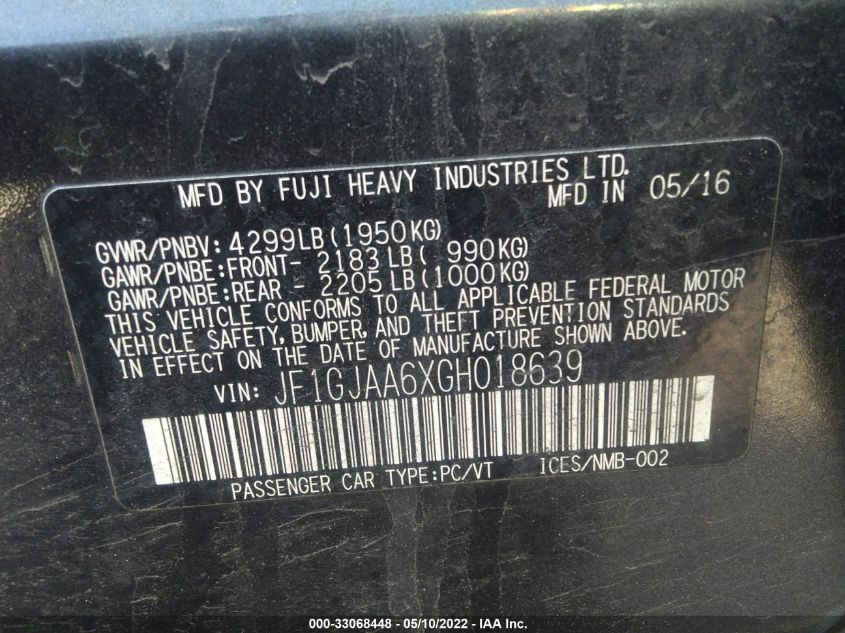 MFD BY FUJI HEAVY INDUSTRIES LTD.
MFD IN 05/16
GVWR/PNBV: 4299LB(1950KG)
GAWR/PNBE:FRONT- 2183LB( 990KG)
GAWR/PNBE:REAR - 2205LB(1000KG)
THIS VEHICLE CONFORMS TO ALL APPLICABLE FEDERAL MOTOR
VEHICLE SAFETY, BUMPER, AND THEFT PREVENTION STANDARDS
IN EFFECT ON THE DATE OF MANUFACTURE SHOWN ABOVE.
VIN: JF1GJAA6XGH018639
PASSENGER CAR TYPE:PC/VT ICES/NMB-002
000-33068448 - 05/10/2022 - IAA Inc.